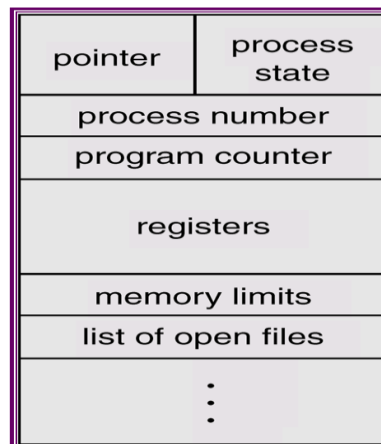 pointer
process
state
process number
program counter
registers
memory limits
list of open files